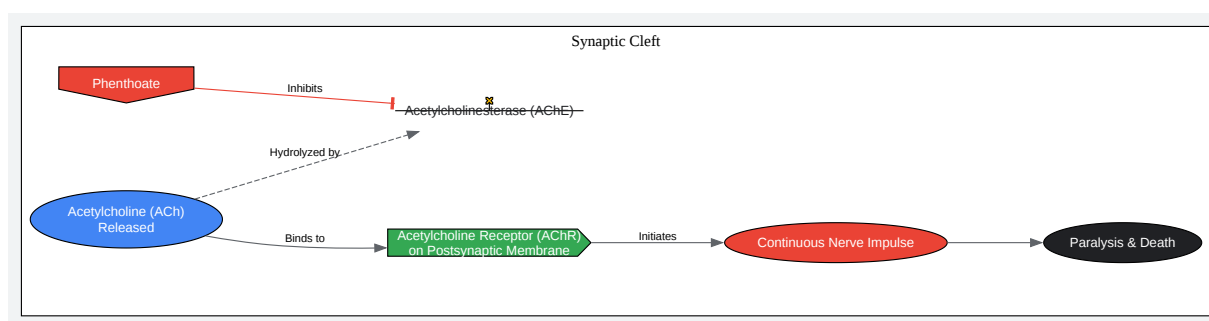 Synaptic Cleft
Phenthoate
Inhibits
Acetylcholinesterase (AChE)
Hydrolyzed by
Acetylcholine (ACh)
Released
Binds to
Acetylcholine Receptor (AChR)
on Postsynaptic Membrane
Initiates
Continuous Nerve Impulse
Paralysis & Death